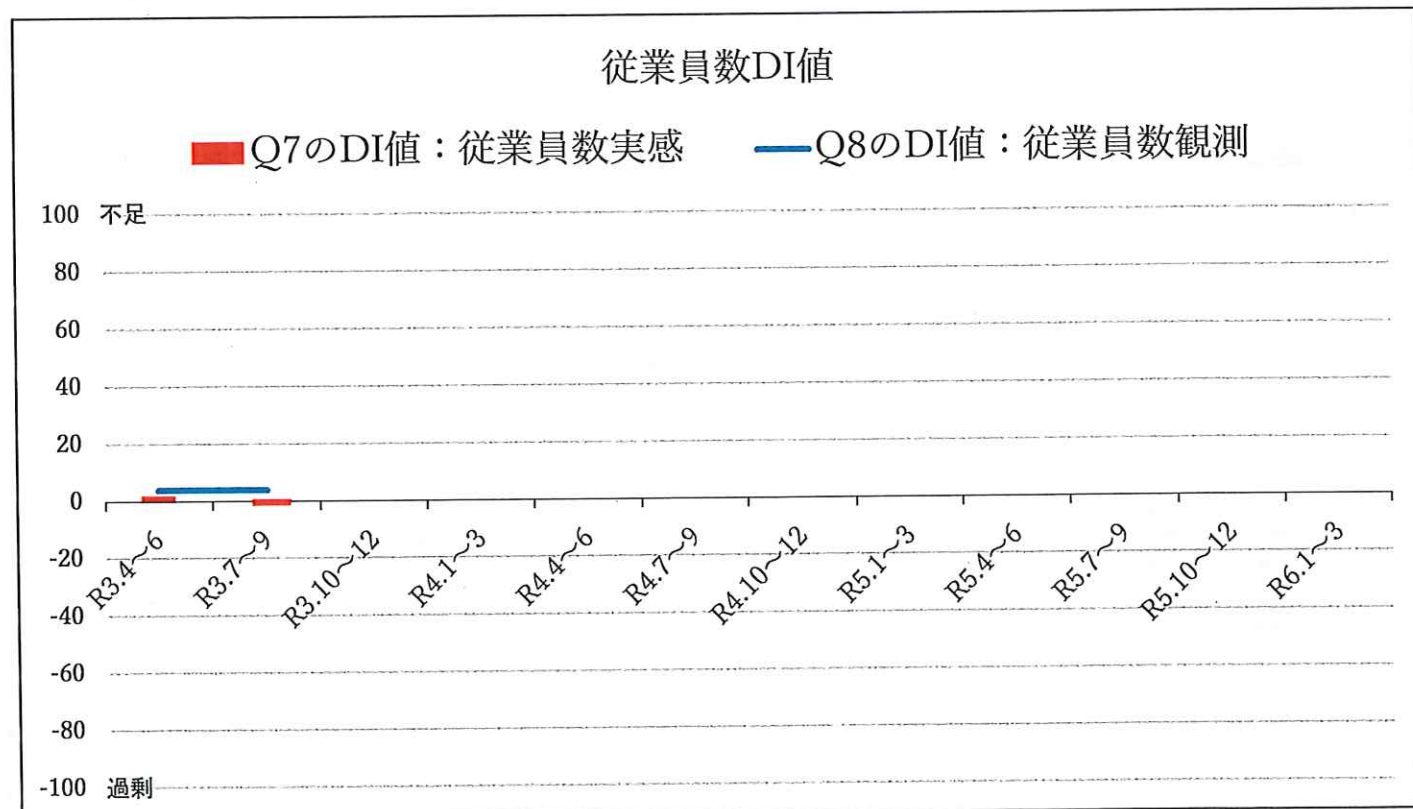 従業員数DI値
Q7のDI値：従業員数実感 Q8のDI値：従業員数観測
100 不足
80
60
40
20
0
-20
-40
-60
-80
-100 過剰
R3.4～6
R3.7～9
R3.10～12
R4.1～3
R4.4～6
R4.7～9
R4.10～12
R5.1～3
R5.4～6
R5.7～9
R5.10～12
R6.1～3